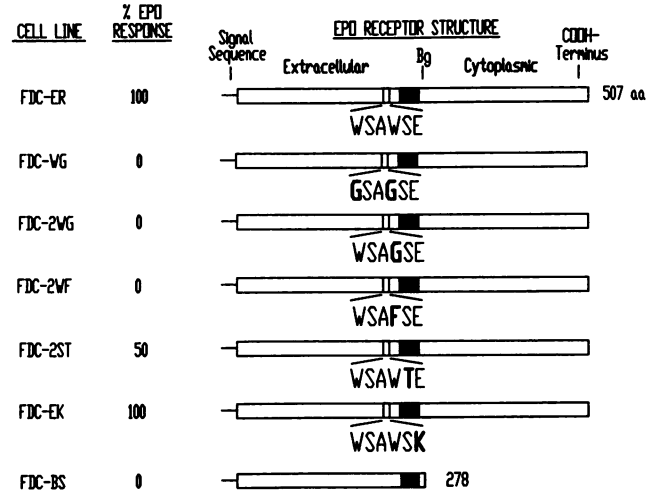 % EPO
CELL LINE RESPONSE EPO RECEPTOR STRUCTURE
Signal Sequence Extracellular Bg Cytoplasmic COOH-Terminus
FDC-ER 100 507 aa
WSAWSE
FDC-WG 0
GSAGSE
FDC-2WG 0
WSAGSE
FDC-2WF 0
WSAFSE
FDC-2ST 50
WSAWTE
FDC-EK 100
WSAWSK
FDC-BS 0 278